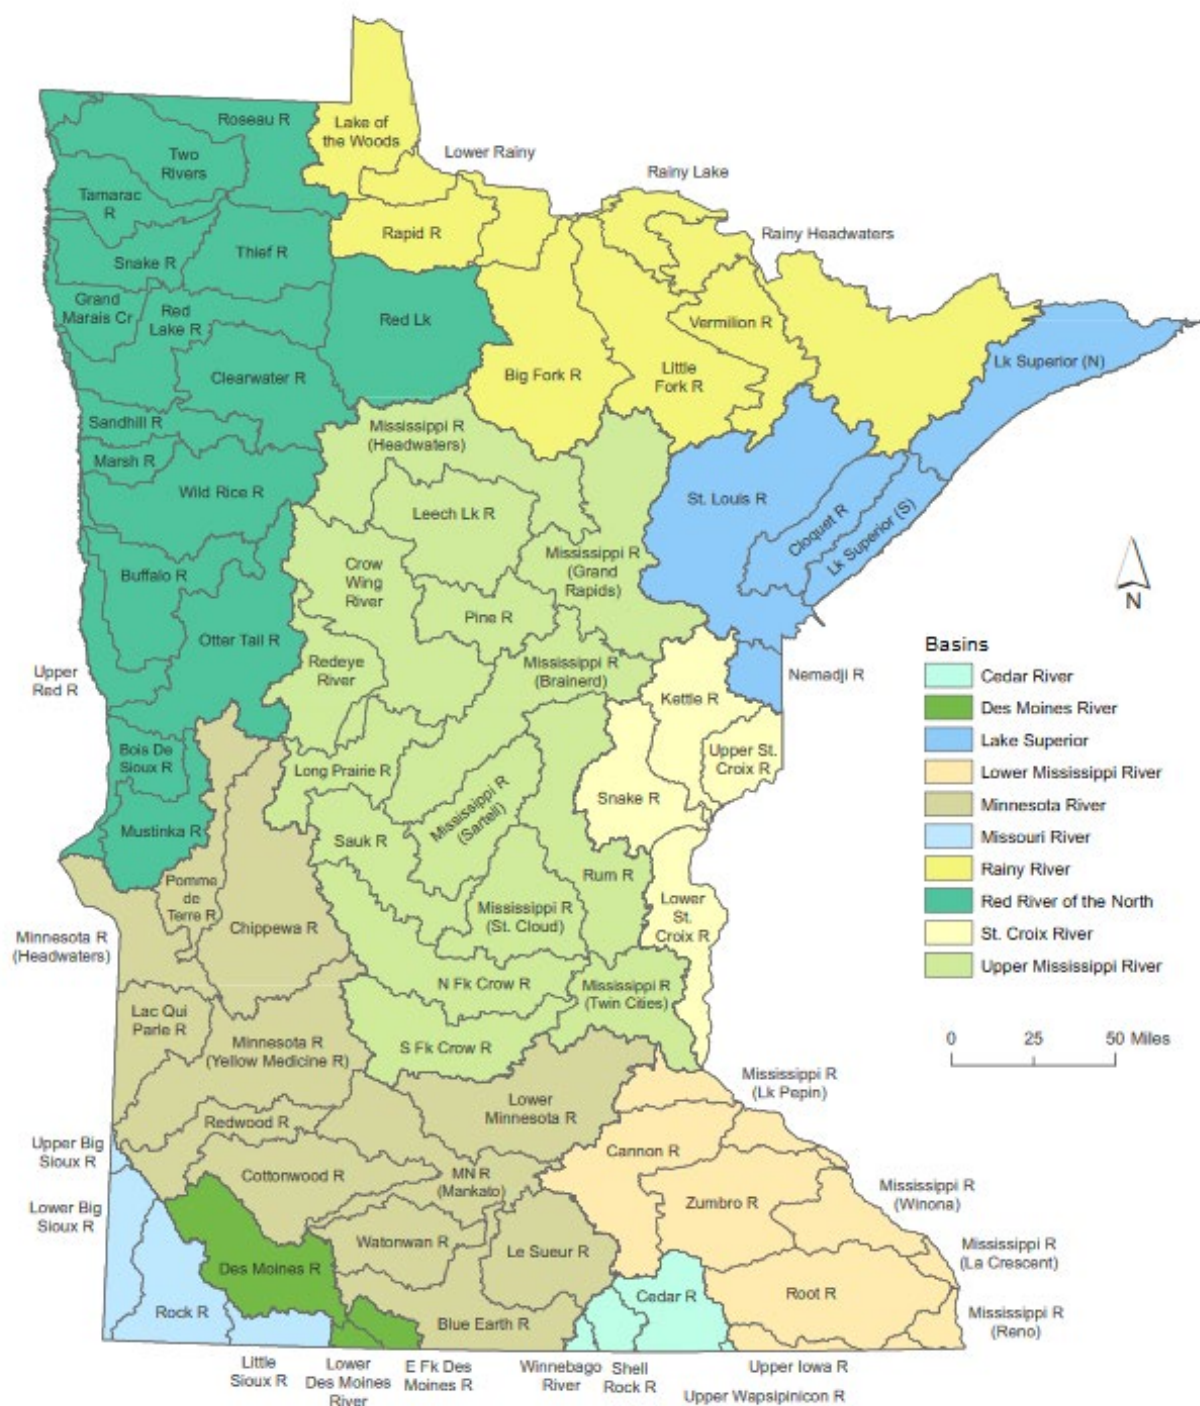 Roseau R
Lake of
the Woods
Two
Rivers
Lower Rainy
Rainy Lake
Tamarac
R
Rapid R
Rainy Headwaters
Snake R
Thief R
Grand
Marais Cr
Red
Lake R
Red Lk
Vermilion R
Lk Superior (N)
Clearwater R
Big Fork R
Little
Fork R
Sandhill R
Mississippi R
(Headwaters)
Marsh R
Wild Rice R
Leech Lk R
St. Louis R
Cloquet R
Lk Superior (S)
Buffalo R
Crow
Wing
River
Mississippi R
(Grand
Rapids)
N
Pine R
Otter Tail R
Upper
Red R
Redeye
River
Mississippi R
(Brainerd)
Kettle R
Nemadji R
Basins
Cedar River
Des Moines River
Lake Superior
Lower Mississippi River
Minnesota River
Missouri River
Rainy River
Red River of the North
St. Croix River
Upper Mississippi River
0 25 50 Miles
Bois De
Sioux R
Long Prairie R
Upper St.
Croix R
Mississippi R
(Sartell)
Snake R
Mustinka R
Sauk R
Pomme
de
Terre R
Rum R
Chippewa R
Mississippi R
(St. Cloud)
Lower
St.
Croix R
Minnesota R
(Headwaters)
N Fk Crow R
Mississippi R
(Twin Cities)
Lac Qui
Parle R
Minnesota R
(Yellow Medicine R)
S Fk Crow R
Mississippi R
(Lk Pepin)
Lower
Minnesota R
Redwood R
Upper Big
Sioux R
Cannon R
Cottonwood R
MN R
(Mankato)
Mississippi R
(Winona)
Lower Big
Sioux R
Zumbro R
Watonwan R
Le Sueur R
Mississippi R
(La Crescent)
Des Moines R
Cedar R
Root R
Rock R
Blue Earth R
Mississippi R
(Reno)
Little
Sioux R
Lower
Des Moines
River
E Fk Des
Moines R
Winnebago
River
Shell
Rock R
Upper Iowa R
Upper Wapsipinicon R